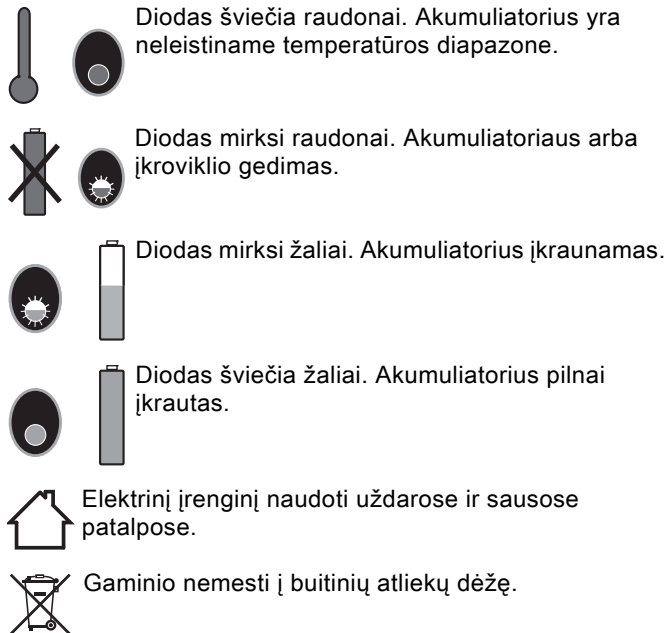 Diodas šviečia raudonai. Akumuliatorius yra
neleistiname temperatūros diapazone.
Diodas mirksi raudonai. Akumuliatoriaus arba
įkroviklio gedimas.
Diodas mirksi žaliai. Akumuliatorius įkraunamas.
Diodas šviečia žaliai. Akumuliatorius pilnai
įkrautas.
Elektrinį įrenginį naudoti uždarose ir sausose
patalpose.
Gaminio nemesti į buitinių atliekų dėžę.